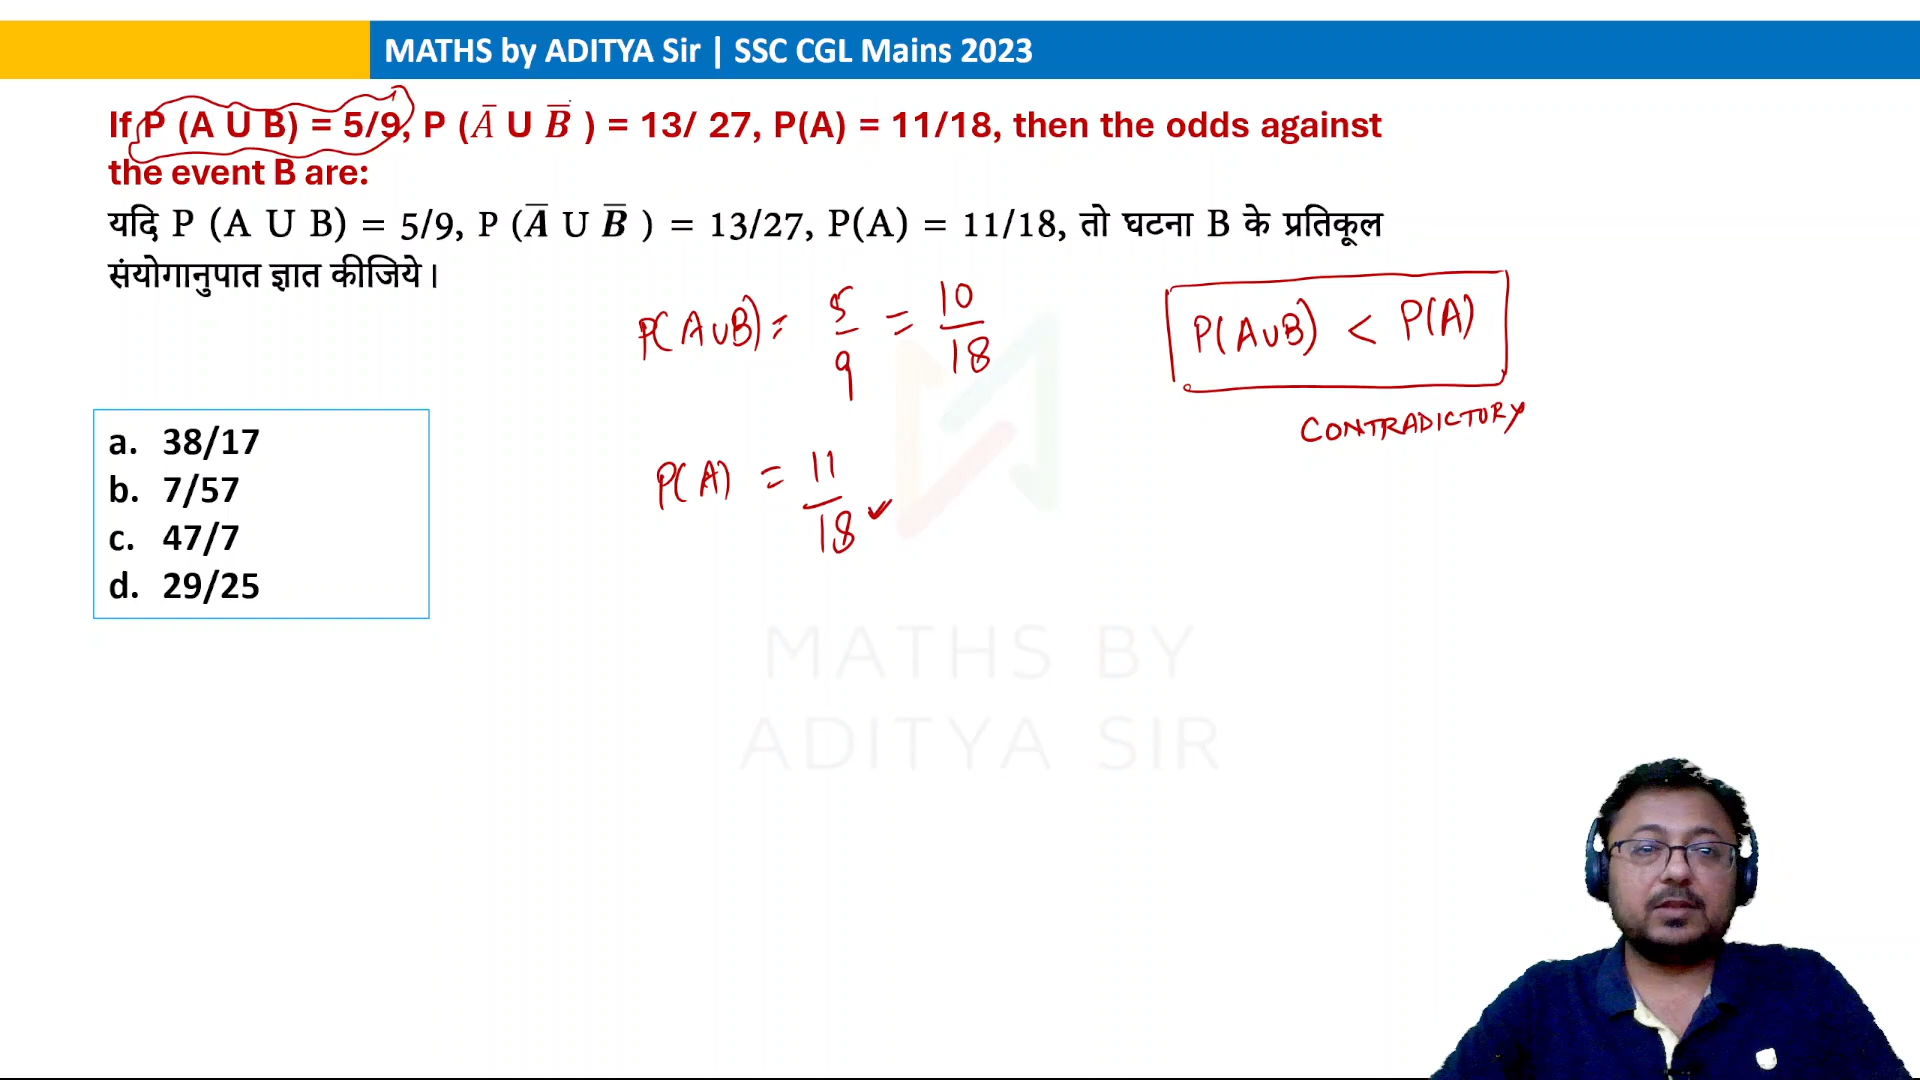 MATHS by ADITYA Sir | SSC CGL Mains 2023
If P (A U B) = 5/9, P (A̅ U B̅ ) = 13/ 27, P(A) = 11/18, then the odds against
the event B are:
यदि P (A U B) = 5/9, P (A̅ U B̅ ) = 13/27, P(A) = 11/18, तो घटना B के प्रतिकूल
संयोगानुपात ज्ञात कीजिये।
P(A∪B) = 5/9 = 10/18
P(A∪B) < P(A)
CONTRADICTORY
P(A) = 11/18 ✓
a. 38/17
b. 7/57
c. 47/7
d. 29/25
MATHS BY
ADITYA SIR